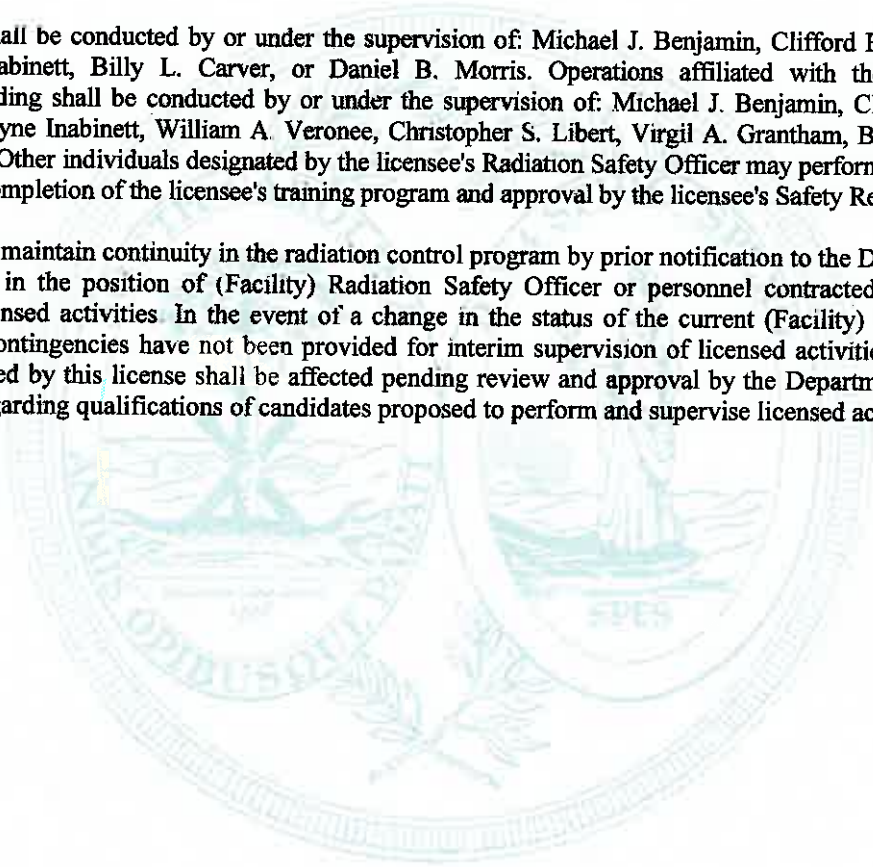 all be conducted by or under the supervision of: Michael J. Benjamin, Clifford
abinett, Billy L. Carver, or Daniel B. Morris. Operations affiliated with th
ding shall be conducted by or under the supervision of: Michael J. Benjamin, C
yne Inabinett, William A. Veronee, Christopher S. Libert, Virgil A. Grantham, B
Other individuals designated by the licensee's Radiation Safety Officer may perform
ompletion of the licensee's training program and approval by the licensee's Safety Re
maintain continuity in the radiation control program by prior notification to the D
in the position of (Facility) Radiation Safety Officer or personnel contracted
nsed activities. In the event of a change in the status of the current (Facility)
ontingencies have not been provided for interim supervision of licensed activitie
ed by this license shall be affected pending review and approval by the Departm
garding qualifications of candidates proposed to perform and supervise licensed ac
ANIMIS OPIBUSQUE PARATI
SPES